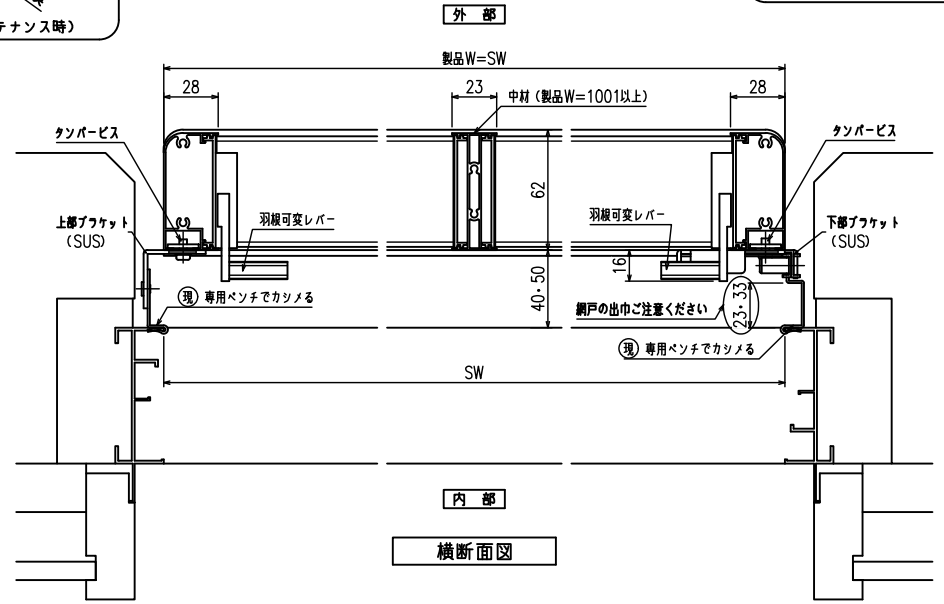 テナンス時)
外 部
製品W=SW
28
23
中材(製品W=1001以上)
28
タンバービス
タンバービス
62
上部ブラケット
(SUS)
羽根可変レバー
羽根可変レバー
下部ブラケット
(SUS)
16
40・50
23・33
現 専用ペンチでカシメる
網戸の出巾ご注意ください
現 専用ペンチでカシメる
SW
内 部
横断面図